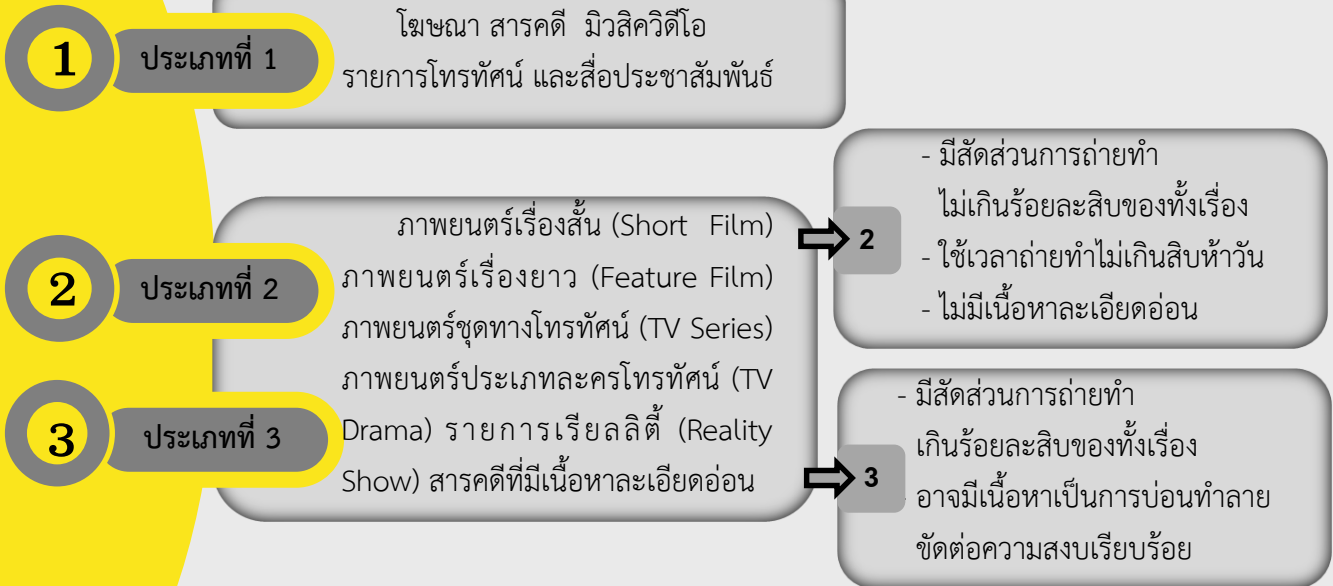 1
ประเภทที่ 1
โฆษณา สารคดี มิวสิควิดีโอ
รายการโทรทัศน์ และสื่อประชาสัมพันธ์
2
ประเภทที่ 2
3
ประเภทที่ 3
ภาพยนตร์เรื่องสั้น (Short Film)
ภาพยนตร์เรื่องยาว (Feature Film)
ภาพยนตร์ชุดทางโทรทัศน์ (TV Series)
ภาพยนตร์ประเภทละครโทรทัศน์ (TV
Drama) รายการเรียลลิตี้ (Reality
Show) สารคดีที่มีเนื้อหาละเอียดอ่อน
2
- มีสัดส่วนการถ่ายทำ
ไม่เกินร้อยละสิบของทั้งเรื่อง
- ใช้เวลาถ่ายทำไม่เกินสิบห้าวัน
- ไม่มีเนื้อหาละเอียดอ่อน
3
- มีสัดส่วนการถ่ายทำ
เกินร้อยละสิบของทั้งเรื่อง
- อาจมีเนื้อหาเป็นการบ่อนทำลาย
ขัดต่อความสงบเรียบร้อย